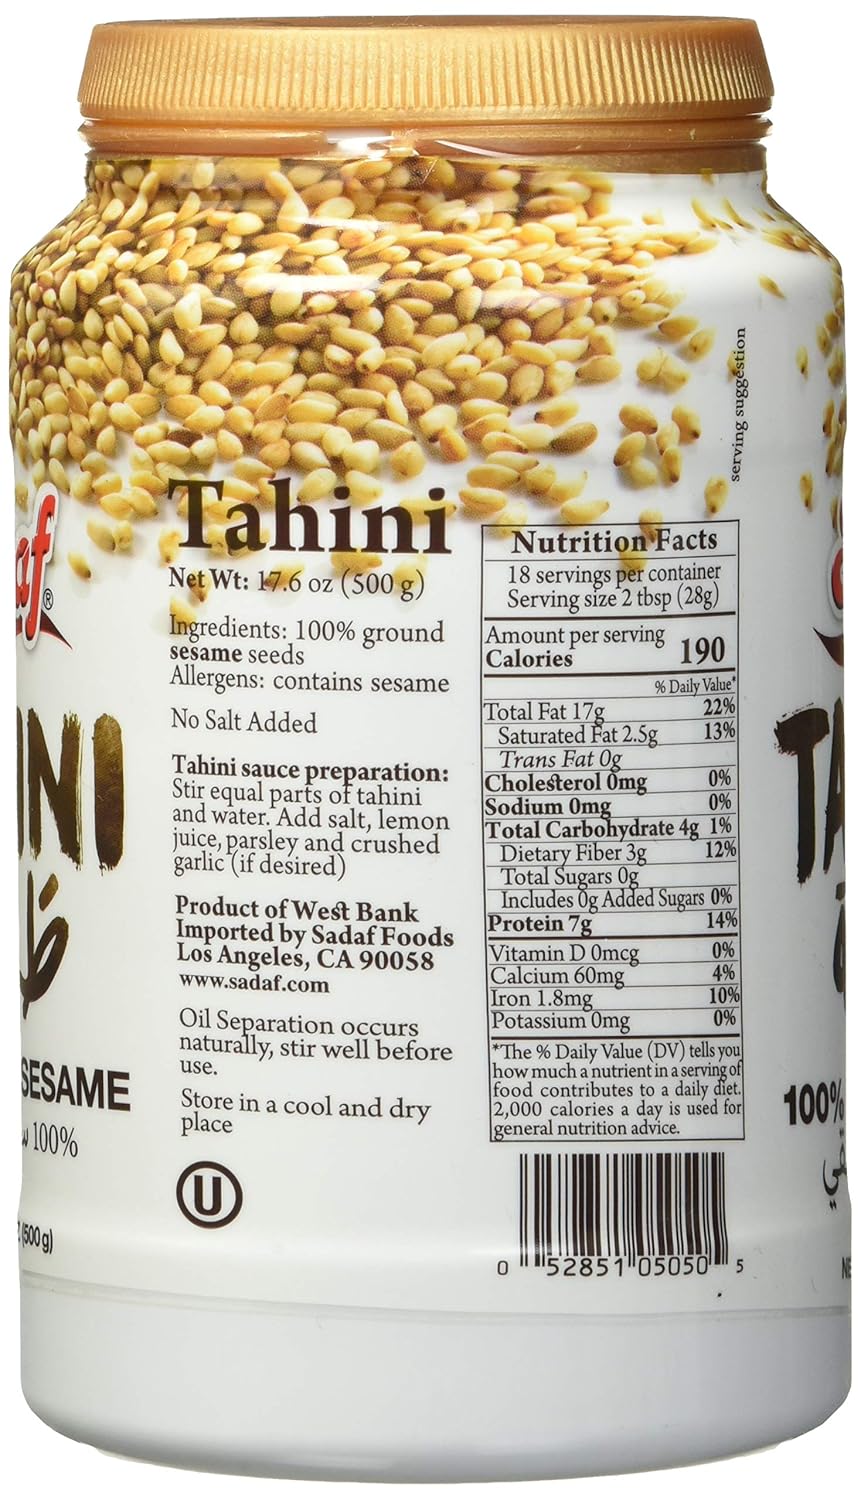 serving suggestion
Tahini
Net Wt: 17.6 oz (500 g)
Ingredients: 100% ground
sesame seeds
Allergens: contains sesame
No Salt Added
Tahini sauce preparation:
Stir equal parts of tahini
and water. Add salt, lemon
juice, parsley and crushed
garlic (if desired)
Product of West Bank
Imported by Sadaf Foods
Los Angeles, CA 90058
www.sadaf.com
Oil Separation occurs
naturally, stir well before
use.
Store in a cool and dry
place
U
Nutrition Facts
18 servings per container
Serving size 2 tbsp (28g)
Amount per serving
Calories 190
% Daily Value*
Total Fat 17g 22%
Saturated Fat 2.5g 13%
Trans Fat 0g
Cholesterol 0mg 0%
Sodium 0mg 0%
Total Carbohydrate 4g 1%
Dietary Fiber 3g 12%
Total Sugars 0g
Includes 0g Added Sugars 0%
Protein 7g 14%
Vitamin D 0mcg 0%
Calcium 60mg 4%
Iron 1.8mg 10%
Potassium 0mg 0%
*The % Daily Value (DV) tells you
how much a nutrient in a serving of
food contributes to a daily diet.
2,000 calories a day is used for
general nutrition advice.
0 52851 05050 5
af®
INI
SESAME
100%
(500 g)
TA
100%